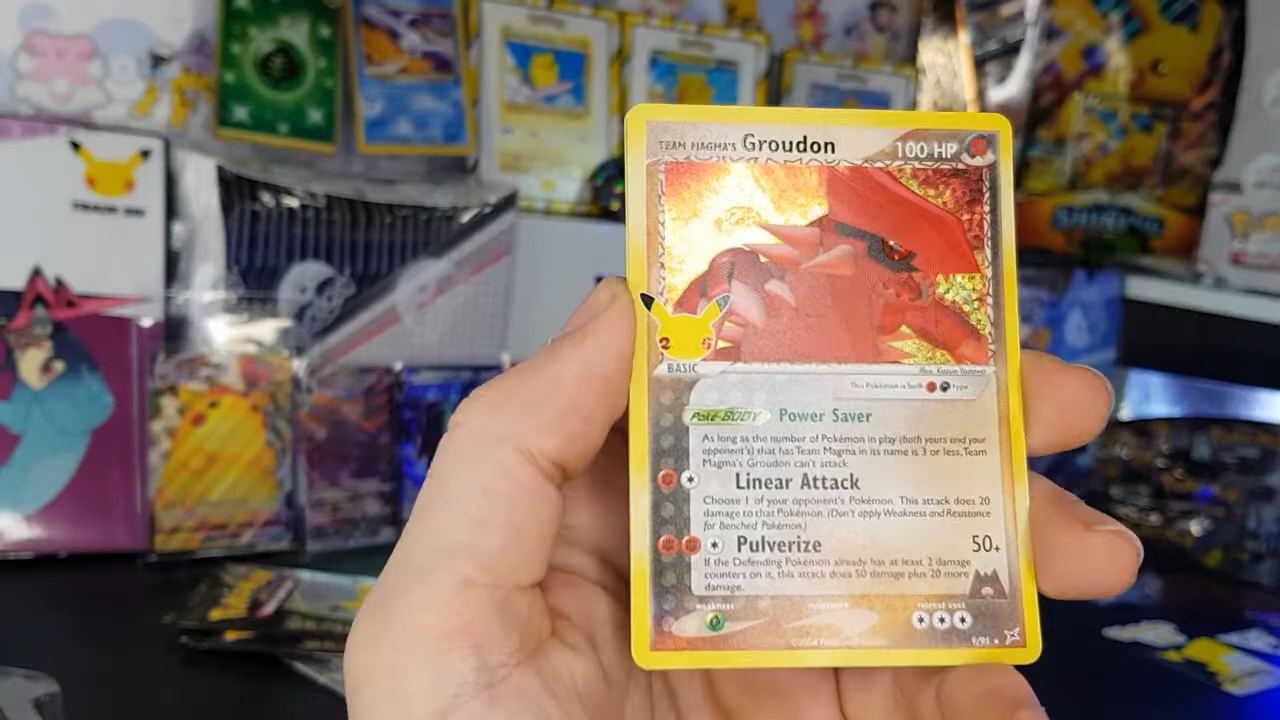 TEAM MAGMA'S Groudon 100 HP
25
BASIC
Illus. Kazuo Yazawa
This Pokémon is both type.
Poké-BODY Power Saver
As long as the number of Pokémon in play (both yours and your
opponent's) that has Team Magma in its name is 3 or less, Team
Magma's Groudon can't attack.
Linear Attack
Choose 1 of your opponent's Pokémon. This attack does 20
damage to that Pokémon. (Don't apply Weakness and Resistance
for Benched Pokémon.)
Pulverize 50+
If the Defending Pokémon already has at least 2 damage
counters on it, this attack does 50 damage plus 20 more
damage.
weakness resistance retreat cost
9/95